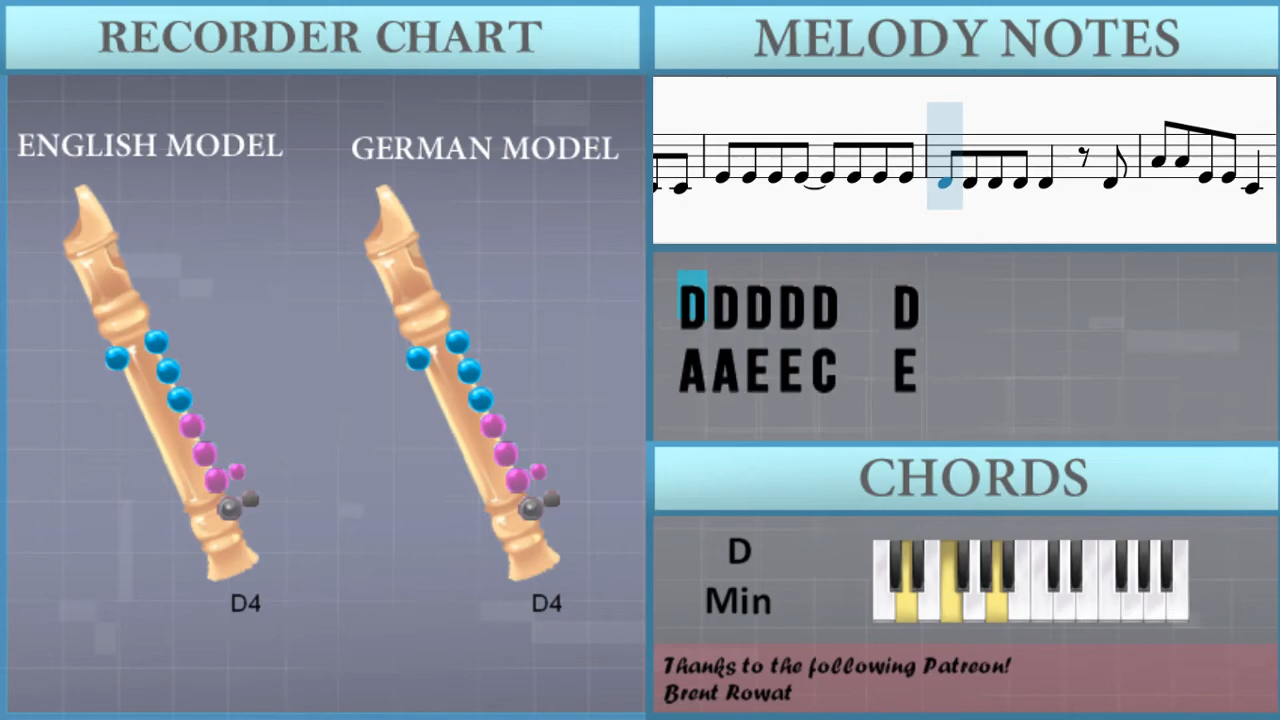 RECORDER CHART
ENGLISH MODEL
GERMAN MODEL
D4
D4
MELODY NOTES
DDDDD D
AAEEC E
CHORDS
D
Min
Thanks to the following Patreon!
Brent Rowat